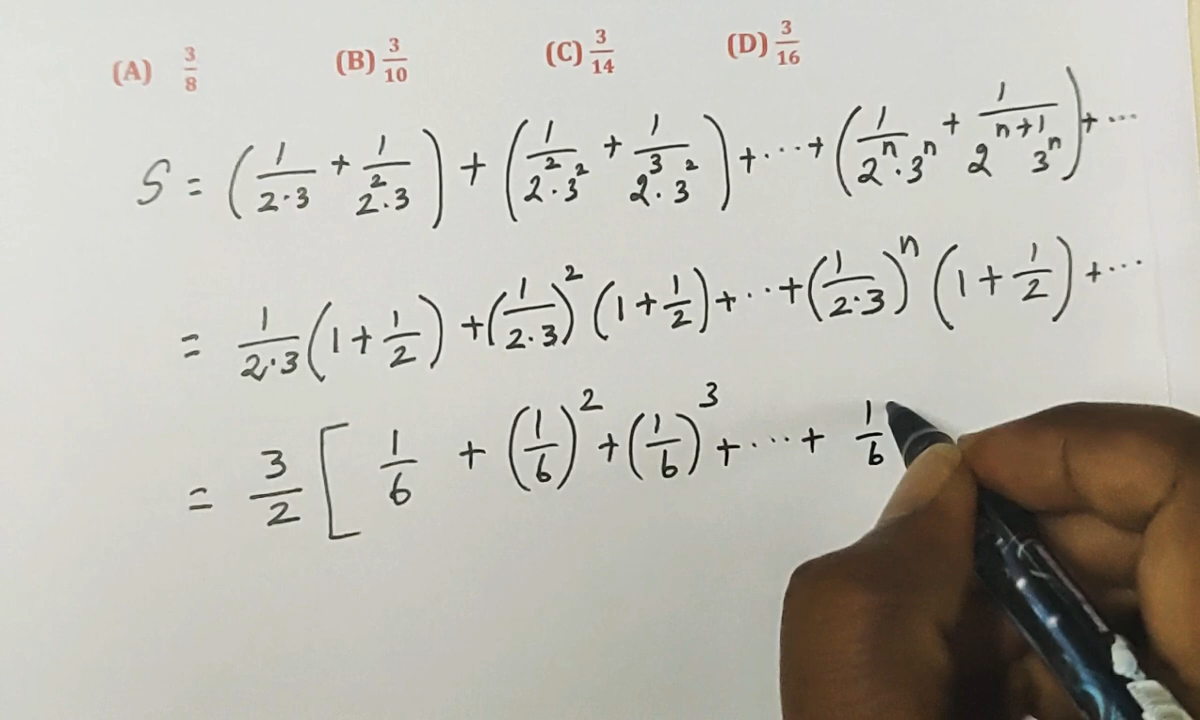 (A) 3/8 (B) 3/10 (C) 3/14 (D) 3/16
S = (1/(2·3) + 1/(2²·3)) + (1/(2²·3²) + 1/(2³·3²)) + ··· + (1/(2ⁿ·3ⁿ) + 1/(2ⁿ⁺¹ 3ⁿ)) + ···
= 1/(2·3) (1 + 1/2) + (1/(2·3))² (1 + 1/2) + ··· + (1/(2·3))ⁿ (1 + 1/2) + ···
= 3/2 [ 1/6 + (1/6)² + (1/6)³ + ··· + 1/6